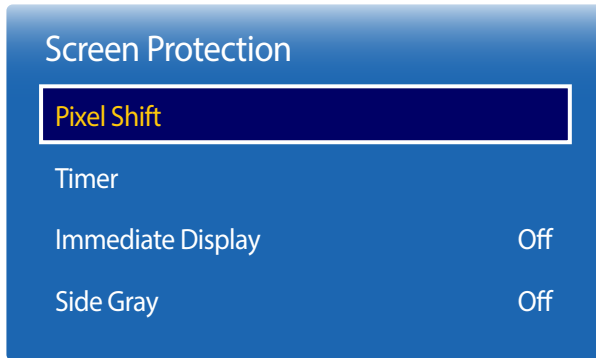 Screen Protection
Pixel Shift
Timer
Immediate Display Off
Side Gray Off